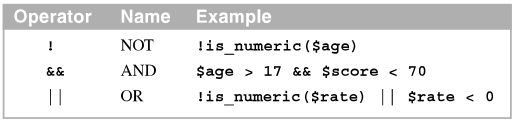 Operator Name Example
! NOT !is_numeric($age)
&& AND $age > 17 && $score < 70
|| OR !is_numeric($rate) || $rate < 0